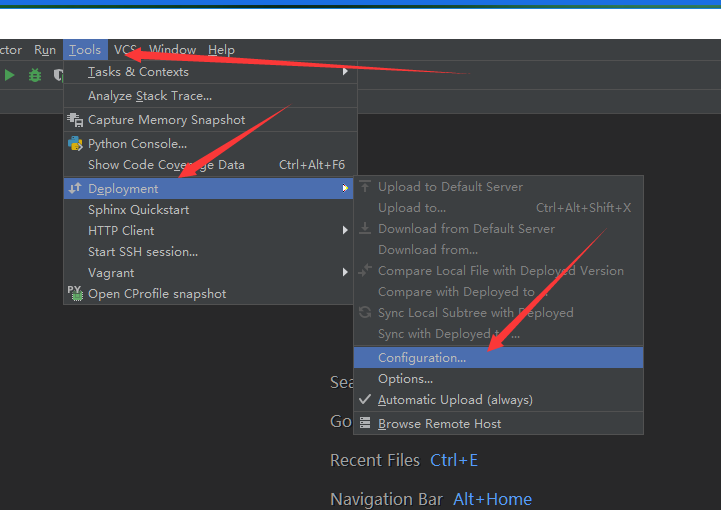 ctor Run Tools VCS Window Help
Tasks & Contexts
Analyze Stack Trace...
Capture Memory Snapshot
Python Console...
Show Code Coverage Data Ctrl+Alt+F6
Deployment
Sphinx Quickstart
HTTP Client
Start SSH session...
Vagrant
Open CProfile snapshot
Upload to Default Server
Upload to... Ctrl+Alt+Shift+X
Download from Default Server
Download from...
Compare Local File with Deployed Version
Compare with Deployed to ...
Sync Local Subtree with Deployed
Sync with Deployed to ...
Configuration...
Options...
Automatic Upload (always)
Browse Remote Host
Sea
Go
Recent Files Ctrl+E
Navigation Bar Alt+Home